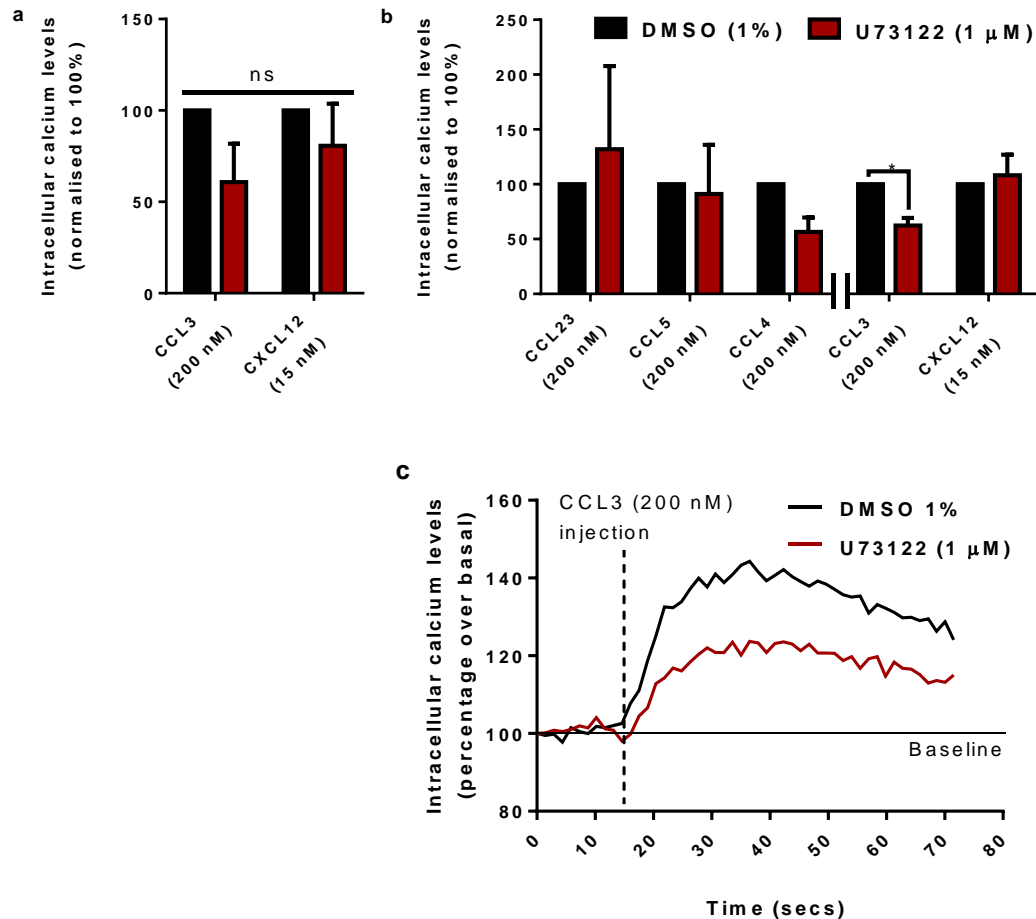 a
Intracellular calcium levels
(normalised to 100%)
150
100
50
0
ns
CCL3
(200 nM)
CXCL12
(15 nM)
b
DMSO (1%)
U73122 (1 µM)
Intracellular calcium levels
(normalised to 100%)
250
200
150
100
50
0
*
CCL23
(200 nM)
CCL5
(200 nM)
CCL4
(200 nM)
CCL3
(200 nM)
CXCL12
(15 nM)
c
Intracellular calcium levels
(percentage over basal)
160
140
120
100
80
CCL3 (200 nM)
injection
DMSO 1%
U73122 (1 µM)
Baseline
0
10
20
30
40
50
60
70
80
Time (secs)